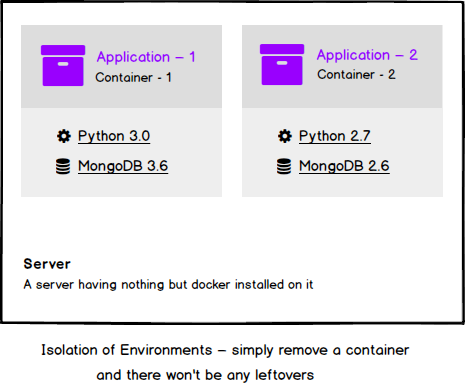 Application – 1
Container - 1
Python 3.0
MongoDB 3.6
Application – 2
Container - 2
Python 2.7
MongoDB 2.6
Server
A server having nothing but docker installed on it
Isolation of Environments – simply remove a container
and there won't be any leftovers